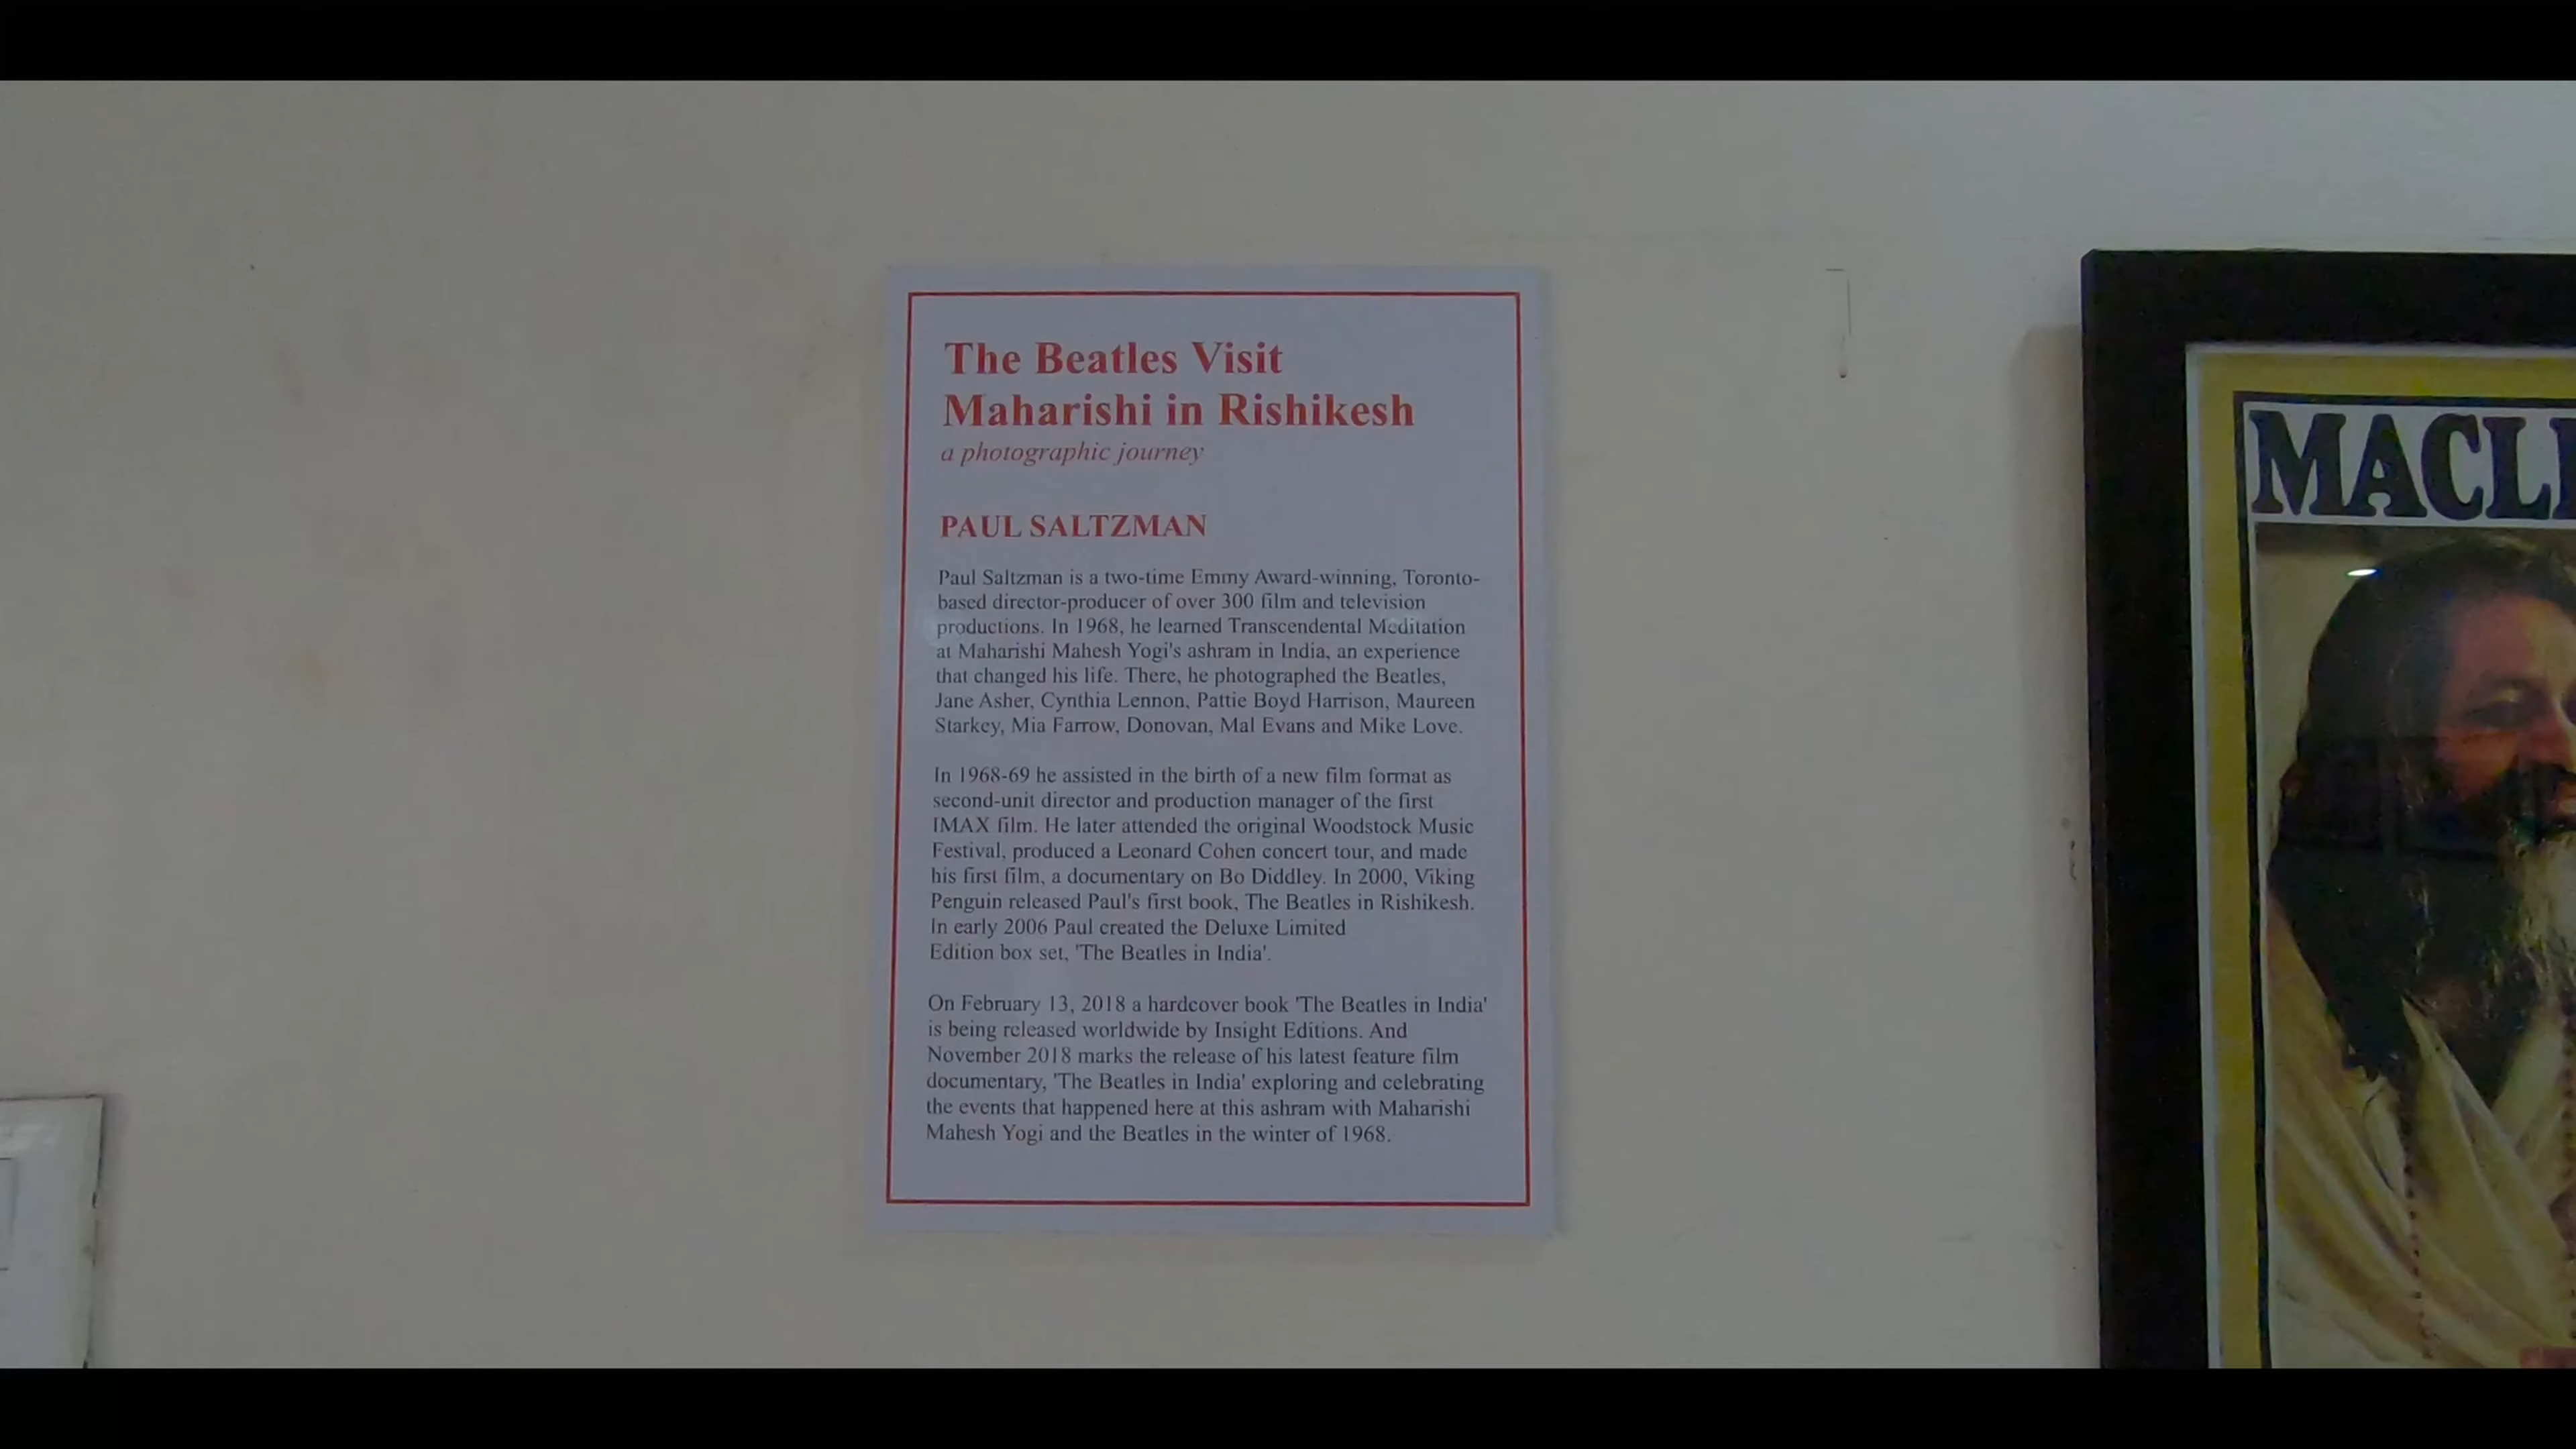 The Beatles Visit
Maharishi in Rishikesh
a photographic journey
PAUL SALTZMAN
Paul Saltzman is a two-time Emmy Award-winning, Toronto-
based director-producer of over 300 film and television
productions. In 1968, he learned Transcendental Meditation
at Maharishi Mahesh Yogi's ashram in India, an experience
that changed his life. There, he photographed the Beatles,
Jane Asher, Cynthia Lennon, Pattie Boyd Harrison, Maureen
Starkey, Mia Farrow, Donovan, Mal Evans and Mike Love.
In 1968-69 he assisted in the birth of a new film format as
second-unit director and production manager of the first
IMAX film. He later attended the original Woodstock Music
Festival, produced a Leonard Cohen concert tour, and made
his first film, a documentary on Bo Diddley. In 2000, Viking
Penguin released Paul's first book, The Beatles in Rishikesh.
In early 2006 Paul created the Deluxe Limited
Edition box set, 'The Beatles in India'.
On February 13, 2018 a hardcover book 'The Beatles in India'
is being released worldwide by Insight Editions. And
November 2018 marks the release of his latest feature film
documentary, 'The Beatles in India' exploring and celebrating
the events that happened here at this ashram with Maharishi
Mahesh Yogi and the Beatles in the winter of 1968.
MACL